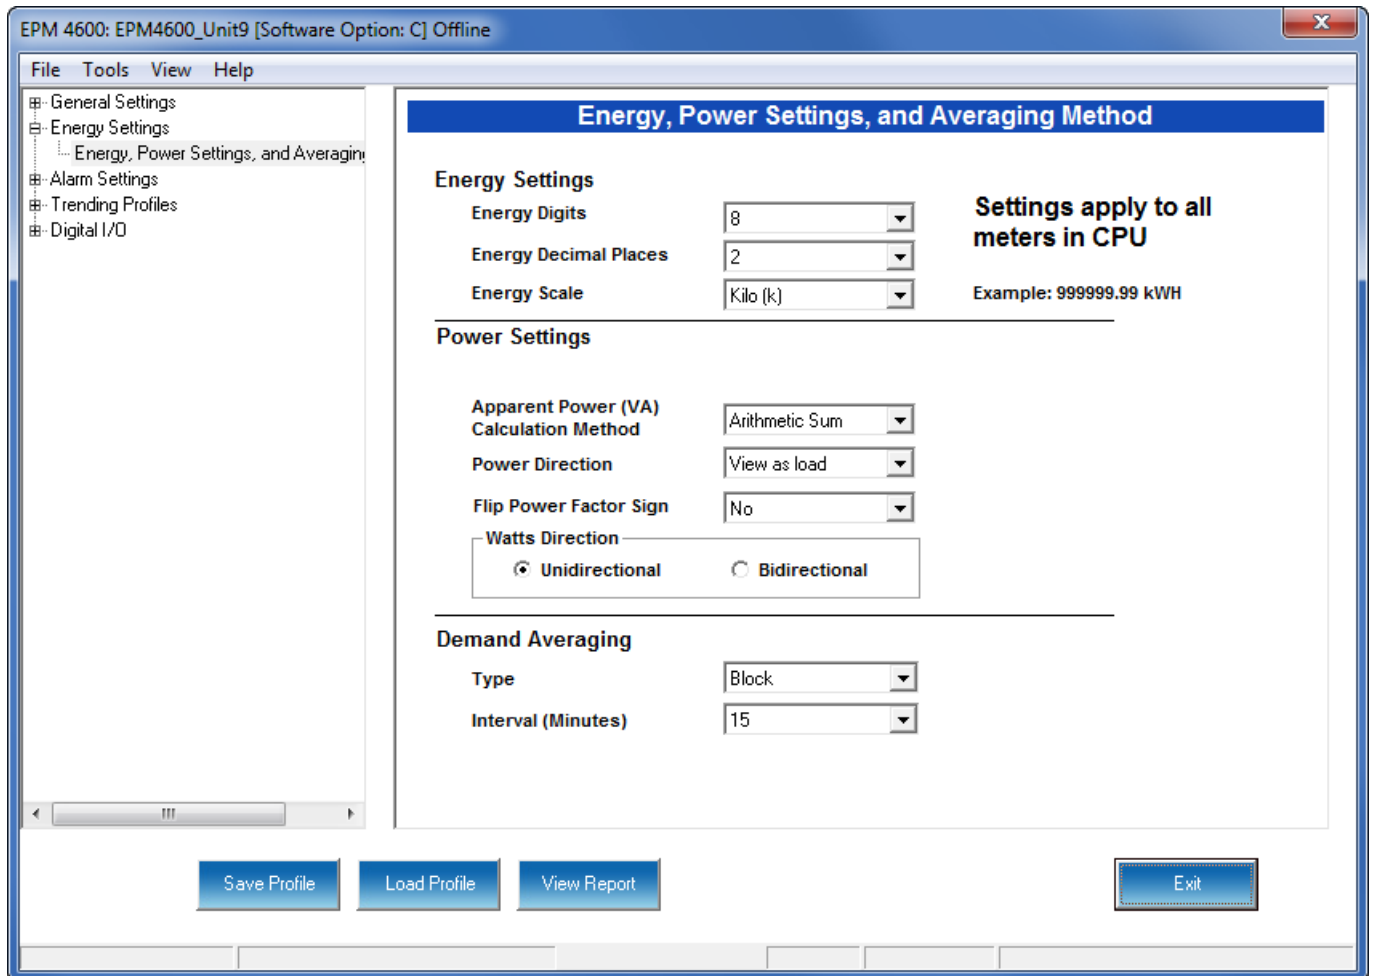 EPM 4600: EPM4600_Unit9 [Software Option: C] Offline
File Tools View Help
General Settings
Energy Settings
Energy, Power Settings, and Averaging
Alarm Settings
Trending Profiles
Digital I/O
Energy, Power Settings, and Averaging Method
Energy Settings
Energy Digits 8
Energy Decimal Places 2
Energy Scale Kilo (k)
Settings apply to all
meters in CPU
Example: 999999.99 kWH
Power Settings
Apparent Power (VA)
Calculation Method Arithmetic Sum
Power Direction View as load
Flip Power Factor Sign No
Watts Direction
Unidirectional Bidirectional
Demand Averaging
Type Block
Interval (Minutes) 15
Save Profile Load Profile View Report Exit